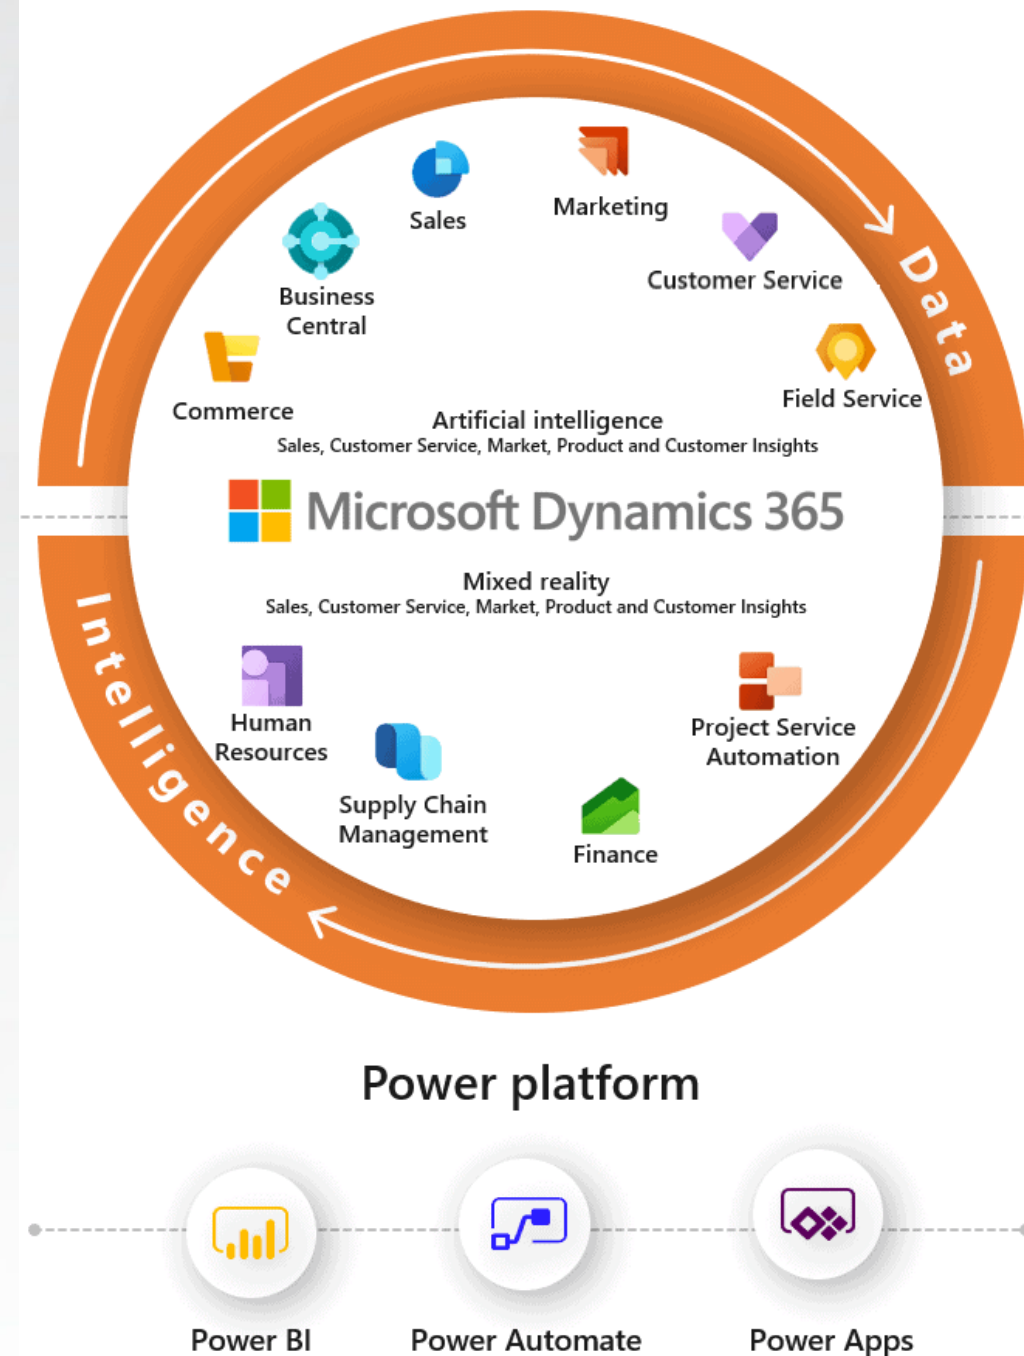 Sales
Marketing
Business
Central
Customer Service
Data
Commerce
Field Service
Artificial intelligence
Sales, Customer Service, Market, Product and Customer Insights
Microsoft Dynamics 365
Mixed reality
Sales, Customer Service, Market, Product and Customer Insights
Intelligence
Human
Resources
Project Service
Automation
Supply Chain
Management
Finance
Power platform
Power BI
Power Automate
Power Apps